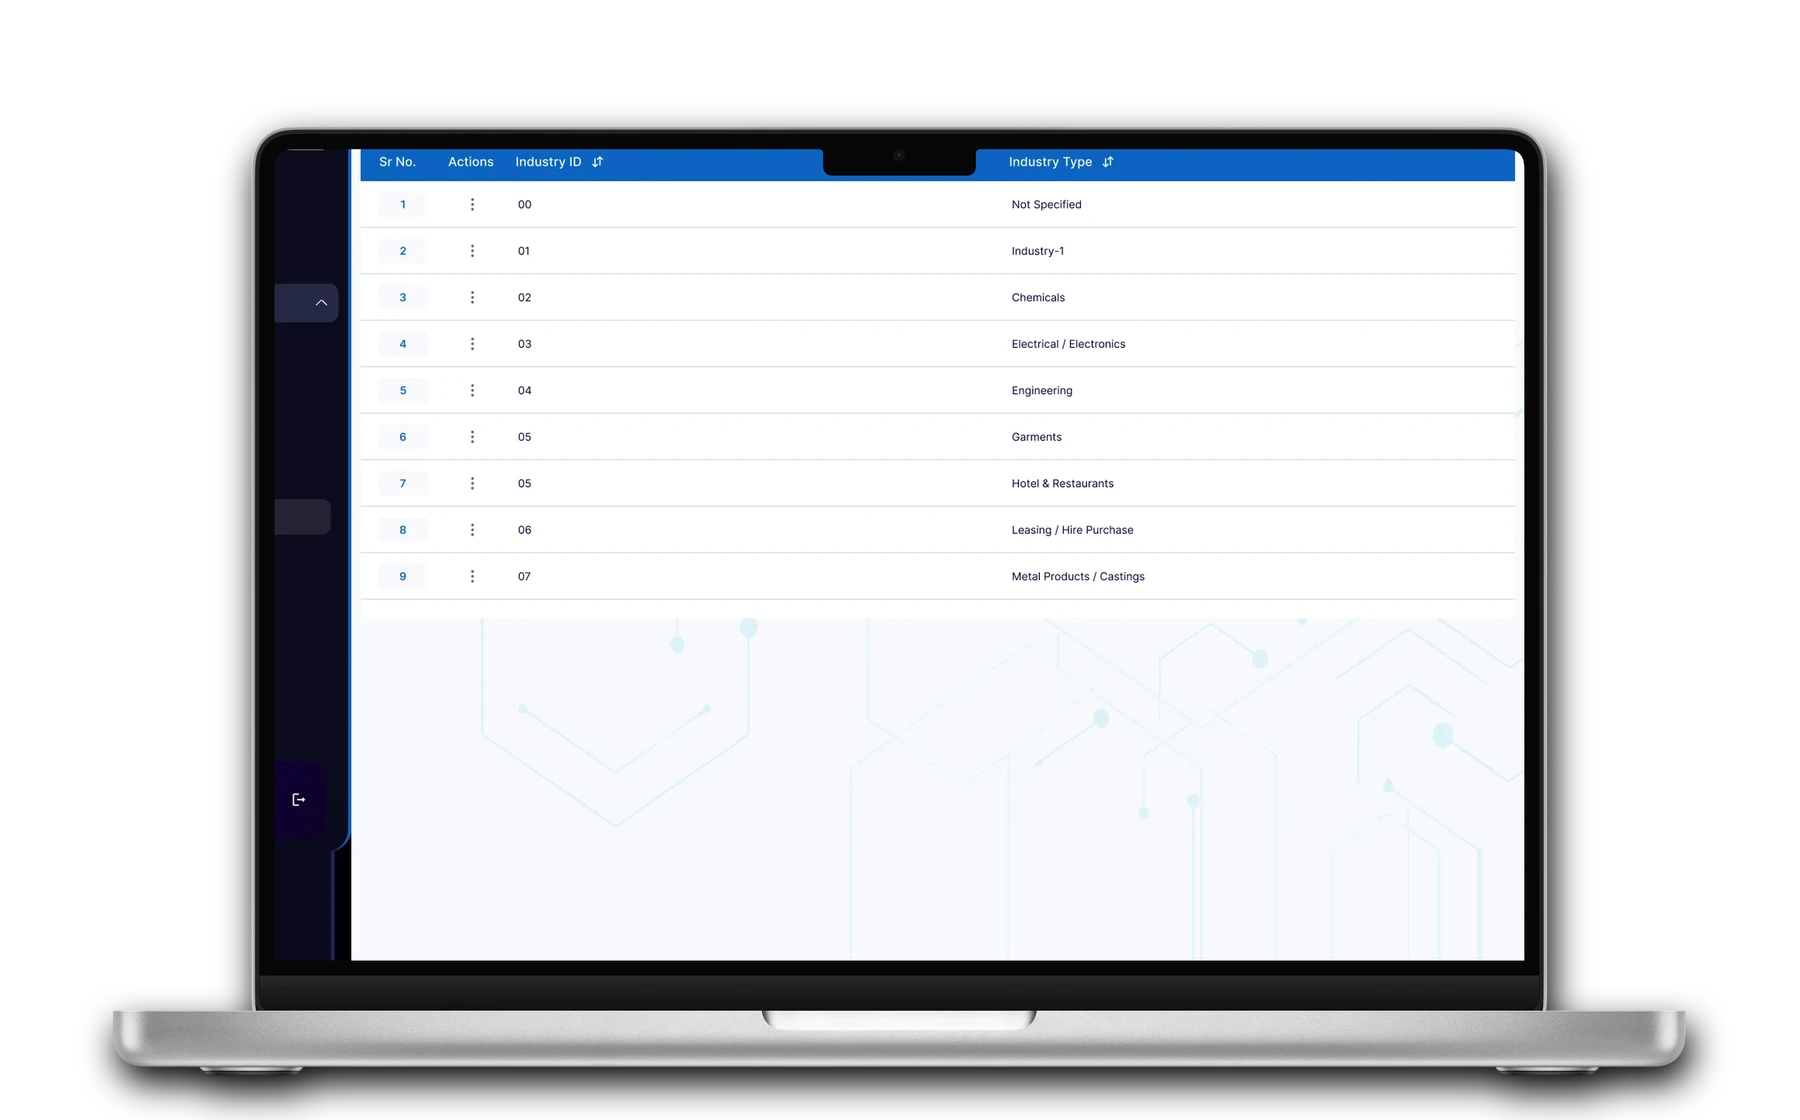 Sr No. Actions Industry ID Industry Type
1 00 Not Specified
2 01 Industry-1
3 02 Chemicals
4 03 Electrical / Electronics
5 04 Engineering
6 05 Garments
7 05 Hotel & Restaurants
8 06 Leasing / Hire Purchase
9 07 Metal Products / Castings